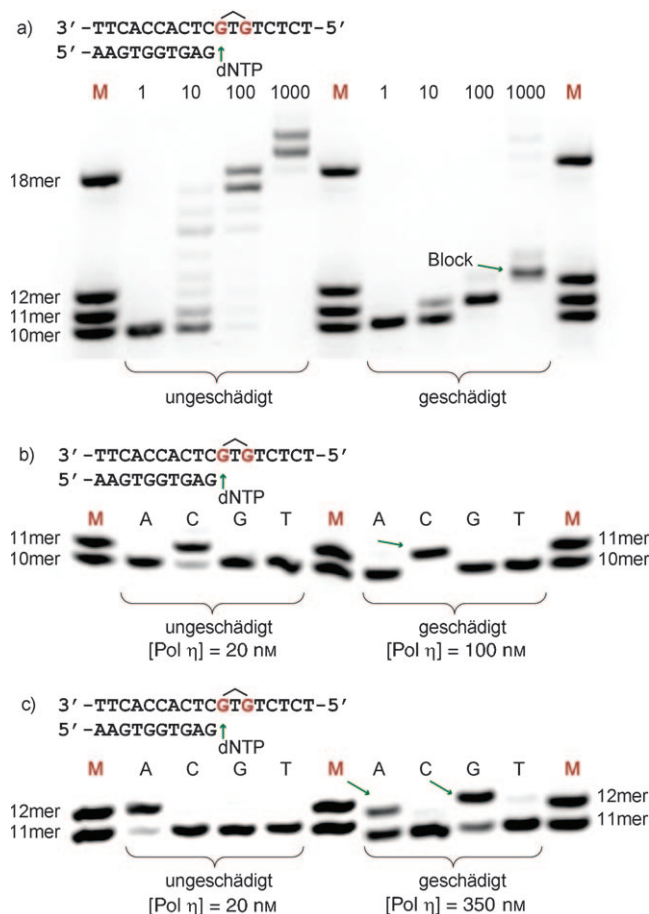 a) 3’-TTCACCACTCGTGTCTCT-5’
5’-AAGTGGTGAG
dNTP
M 1 10 100 1000 M 1 10 100 1000 M
18mer
Block
12mer
11mer
10mer
ungeschädigt geschädigt
b) 3’-TTCACCACTCGTGTCTCT-5’
5’-AAGTGGTGAG
dNTP
M A C G T M A C G T M
11mer 11mer
10mer 10mer
ungeschädigt geschädigt
[Pol η] = 20 nM [Pol η] = 100 nM
c) 3’-TTCACCACTCGTGTCTCT-5’
5’-AAGTGGTGAG
dNTP
M A C G T M A C G T M
12mer 12mer
11mer 11mer
ungeschädigt geschädigt
[Pol η] = 20 nM [Pol η] = 350 nM